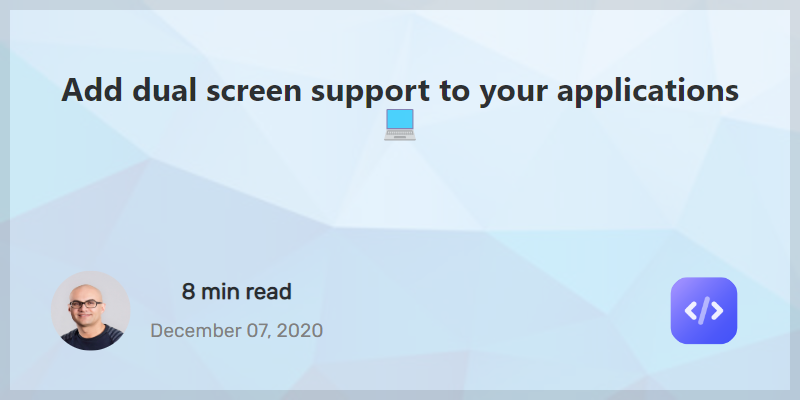 Add dual screen support to your applications
💻
8 min read
December 07, 2020
</>